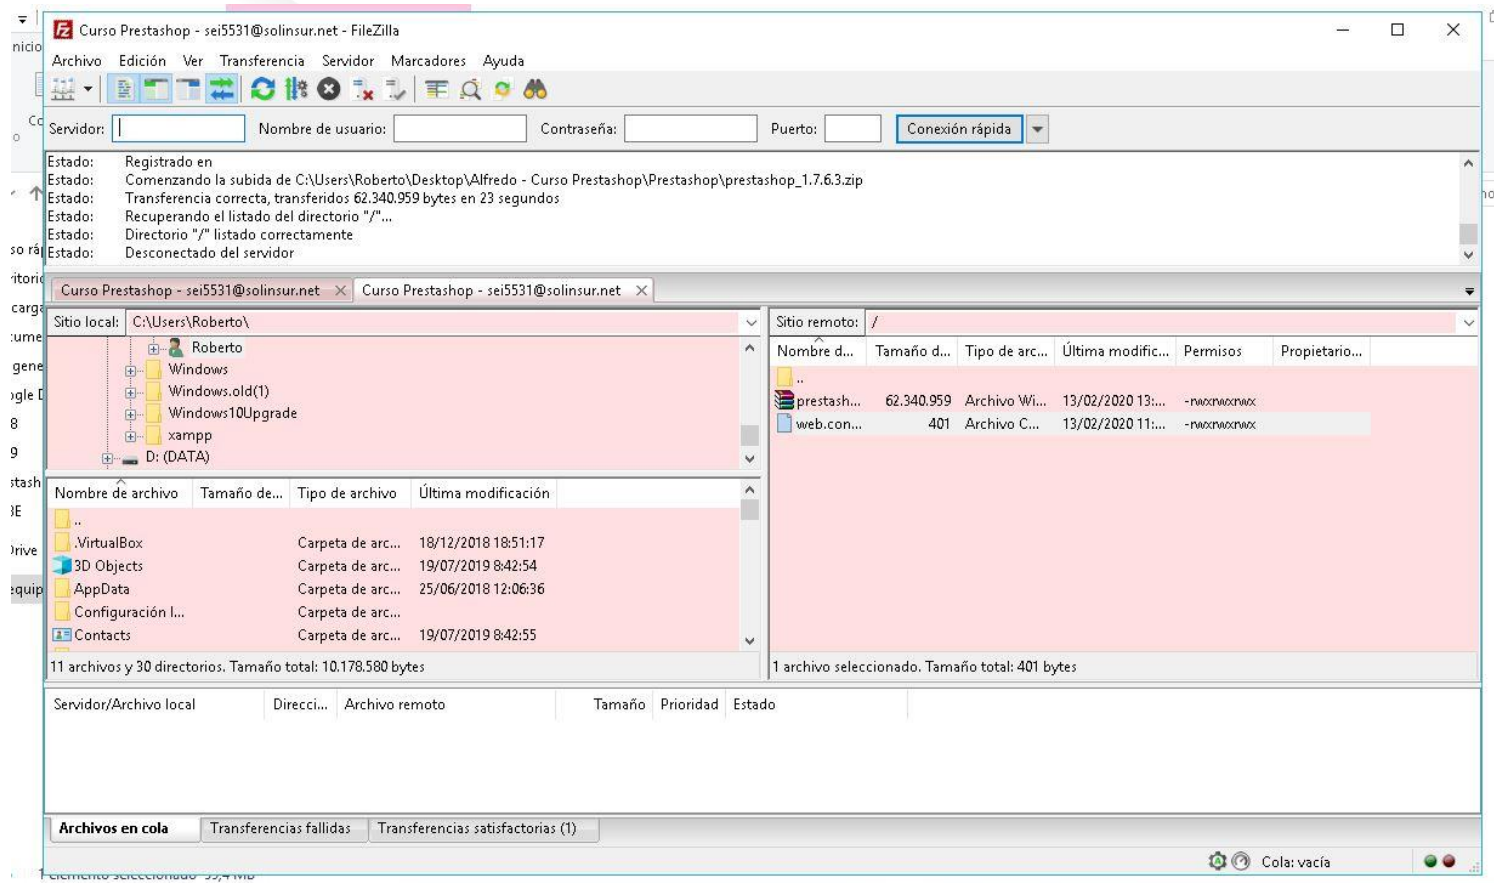 Curso Prestashop - sei5531@solinsur.net - FileZilla
Archivo Edición Ver Transferencia Servidor Marcadores Ayuda
Servidor: Nombre de usuario: Contraseña: Puerto: Conexión rápida
Estado: Registrado en
Estado: Comenzando la subida de C:\Users\Roberto\Desktop\Alfredo - Curso Prestashop\Prestashop\prestashop_1.7.6.3.zip
Estado: Transferencia correcta, transferidos 62.340.959 bytes en 23 segundos
Estado: Recuperando el listado del directorio "/"...
Estado: Directorio "/" listado correctamente
Estado: Desconectado del servidor
Curso Prestashop - sei5531@solinsur.net Curso Prestashop - sei5531@solinsur.net
Sitio local: C:\Users\Roberto\
Roberto
Windows
Windows.old(1)
Windows10Upgrade
xampp
D: (DATA)
Nombre de archivo Tamaño de... Tipo de archivo Última modificación
..
.VirtualBox Carpeta de arc... 18/12/2018 18:51:17
3D Objects Carpeta de arc... 19/07/2019 8:42:54
AppData Carpeta de arc... 25/06/2018 12:06:36
Configuración l... Carpeta de arc...
Contacts Carpeta de arc... 19/07/2019 8:42:55
11 archivos y 30 directorios. Tamaño total: 10.178.580 bytes
Sitio remoto: /
Nombre d... Tamaño d... Tipo de arc... Última modific... Permisos Propietario...
..
prestash... 62.340.959 Archivo Wi... 13/02/2020 13:... -rwxrwxrwx
web.con... 401 Archivo C... 13/02/2020 11:... -rwxrwxrwx
1 archivo seleccionado. Tamaño total: 401 bytes
Servidor/Archivo local Direcci... Archivo remoto Tamaño Prioridad Estado
Archivos en cola Transferencias fallidas Transferencias satisfactorias (1)
Cola: vacía